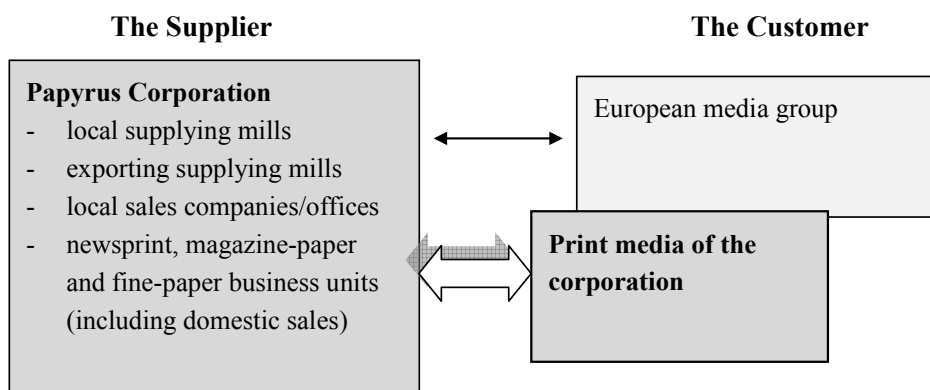 The Supplier
The Customer
Papyrus Corporation
- local supplying mills
- exporting supplying mills
- local sales companies/offices
- newsprint, magazine-paper
and fine-paper business units
(including domestic sales)
European media group
Print media of the
corporation